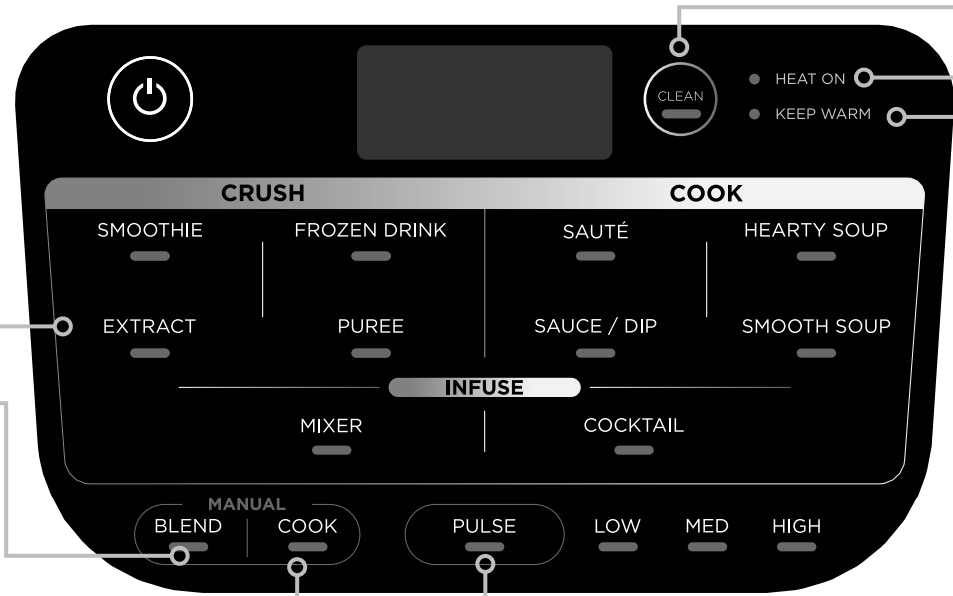 CLEAN
HEAT ON
KEEP WARM
CRUSH COOK
SMOOTHIE FROZEN DRINK SAUTÉ HEARTY SOUP
EXTRACT PUREE SAUCE / DIP SMOOTH SOUP
INFUSE
MIXER COCKTAIL
MANUAL
BLEND COOK PULSE LOW MED HIGH